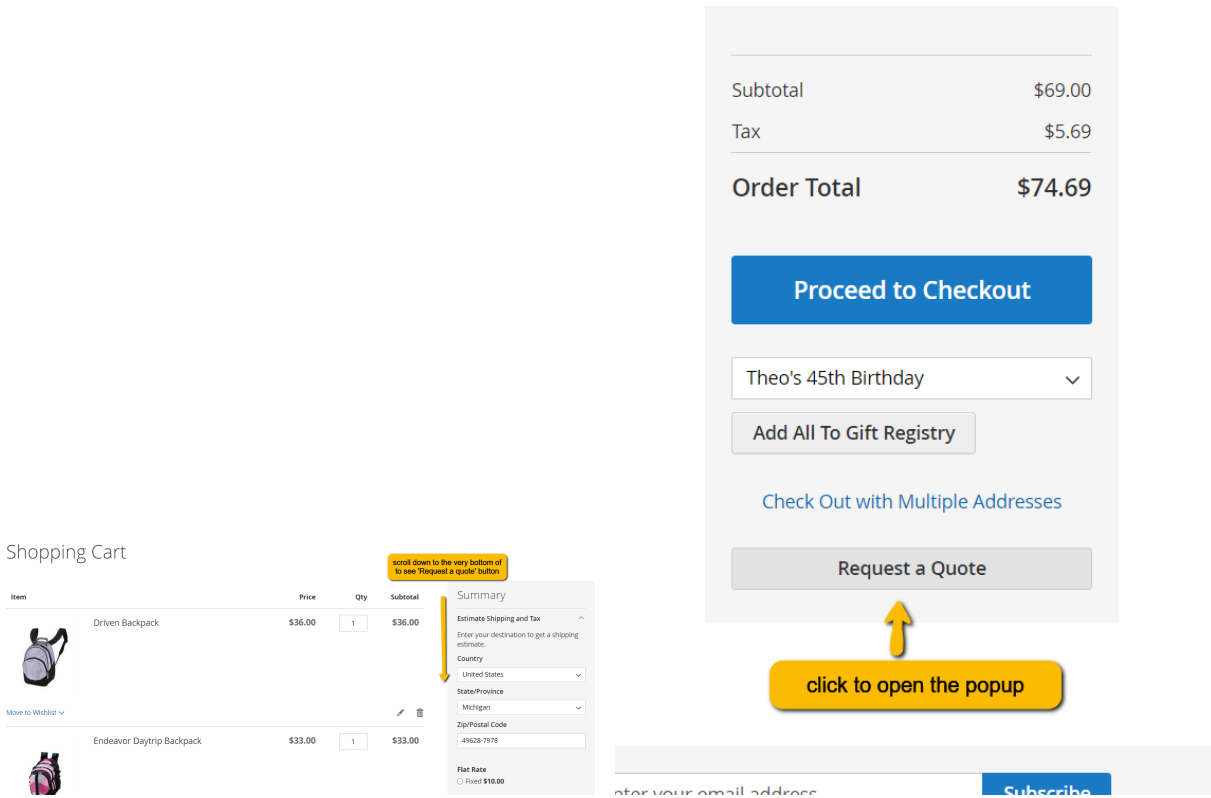 Shopping Cart
scroll down to the very bottom of
to see 'Request a quote' button
Item Price Qty Subtotal
Driven Backpack $36.00 1 $36.00
Move to Wishlist
Endeavor Daytrip Backpack $33.00 1 $33.00
Summary
Estimate Shipping and Tax
Enter your destination to get a shipping
estimate.
Country
United States
State/Province
Michigan
Zip/Postal Code
49628-7978
Flat Rate
Fixed $10.00
Subtotal $69.00
Tax $5.69
Order Total $74.69
Proceed to Checkout
Theo's 45th Birthday
Add All To Gift Registry
Check Out with Multiple Addresses
Request a Quote
click to open the popup
nter your email address
Subscribe